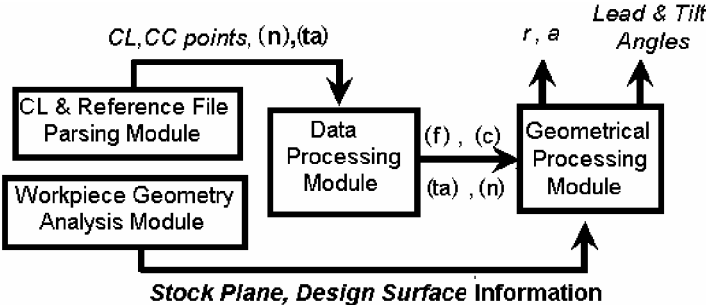 CL,CC points, (n),(ta)
r , a
Lead & Tilt
Angles
CL & Reference File
Parsing Module
Data
Processing
Module
(f) , (c)
(ta) , (n)
Geometrical
Processing
Module
Workpiece Geometry
Analysis Module
Stock Plane, Design Surface Information